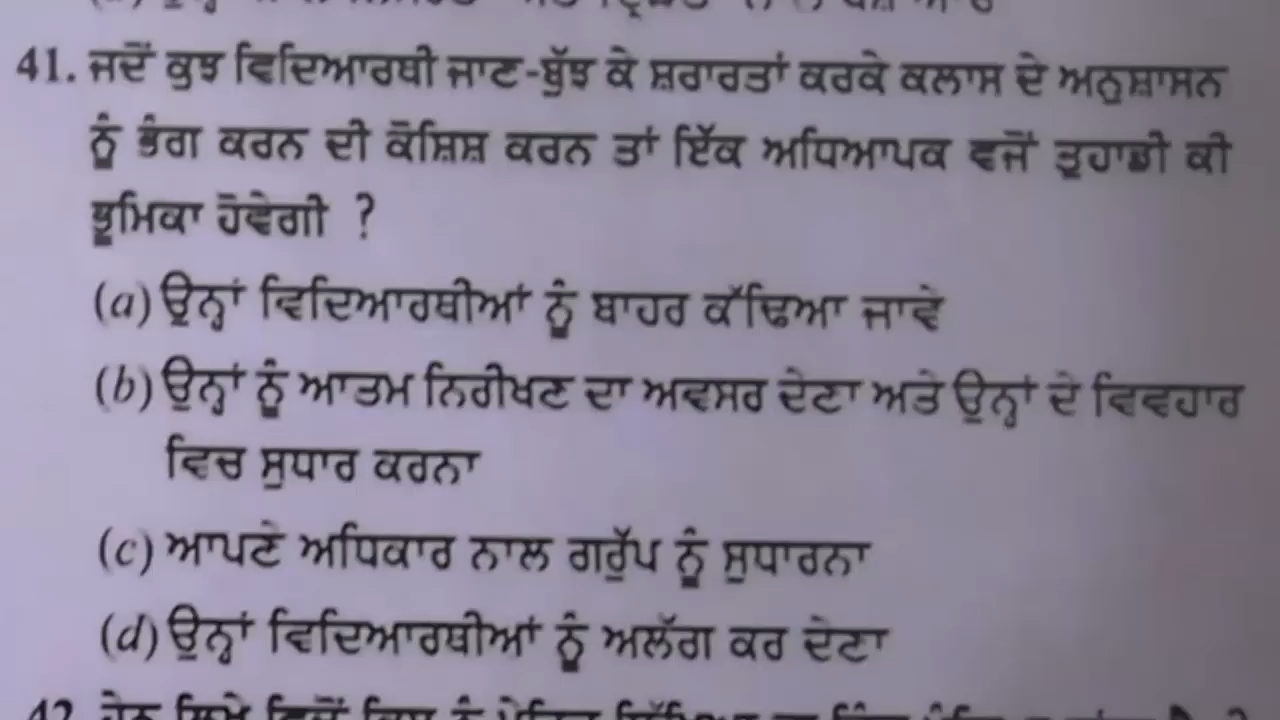 41. ਜਦੋਂ ਕੁਝ ਵਿਦਿਆਰਥੀ ਜਾਣ-ਬੁੱਝ ਕੇ ਸ਼ਰਾਰਤਾਂ ਕਰਕੇ ਕਲਾਸ ਦੇ ਅਨੁਸ਼ਾਸਨ
ਨੂੰ ਭੰਗ ਕਰਨ ਦੀ ਕੋਸ਼ਿਸ਼ ਕਰਨ ਤਾਂ ਇੱਕ ਅਧਿਆਪਕ ਵਜੋਂ ਤੁਹਾਡੀ ਕੀ
ਭੂਮਿਕਾ ਹੋਵੇਗੀ ?
(a) ਉਨ੍ਹਾਂ ਵਿਦਿਆਰਥੀਆਂ ਨੂੰ ਬਾਹਰ ਕੱਢਿਆ ਜਾਵੇ
(b) ਉਨ੍ਹਾਂ ਨੂੰ ਆਤਮ ਨਿਰੀਖਣ ਦਾ ਅਵਸਰ ਦੇਣਾ ਅਤੇ ਉਨ੍ਹਾਂ ਦੇ ਵਿਵਹਾਰ
ਵਿਚ ਸੁਧਾਰ ਕਰਨਾ
(c) ਆਪਣੇ ਅਧਿਕਾਰ ਨਾਲ ਗਰੁੱਪ ਨੂੰ ਸੁਧਾਰਨਾ
(d) ਉਨ੍ਹਾਂ ਵਿਦਿਆਰਥੀਆਂ ਨੂੰ ਅਲੱਗ ਕਰ ਦੇਣਾ
42.